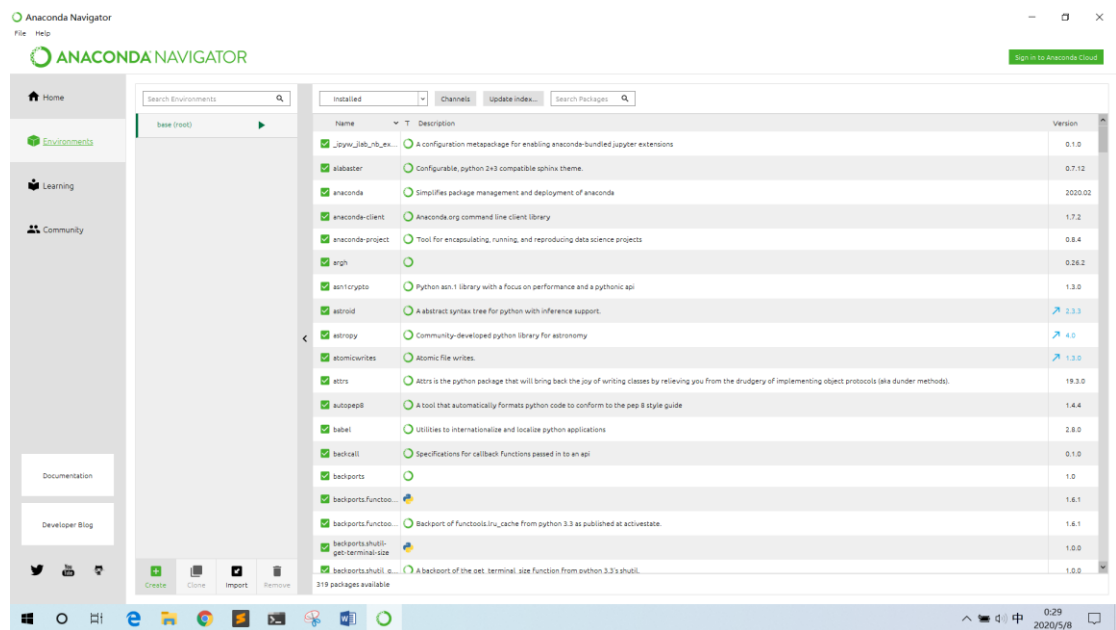 Anaconda Navigator
File Help
ANACONDA NAVIGATOR
Sign in to Anaconda Cloud
Home
Environments
Learning
Community
Documentation
Developer Blog
Search Environments
base (root)
Create Clone Import Remove
Installed Channels Update index... Search Packages
Name T Description Version
_ipyw_jlab_nb_ex... A configuration metapackage for enabling anaconda-bundled jupyter extensions 0.1.0
alabaster Configurable, python 2+3 compatible sphinx theme. 0.7.12
anaconda Simplifies package management and deployment of anaconda 2020.02
anaconda-client Anaconda.org command line client library 1.7.2
anaconda-project Tool for encapsulating, running, and reproducing data science projects 0.8.4
argh 0.26.2
asn1crypto Python asn.1 library with a focus on performance and a pythonic api 1.3.0
astroid A abstract syntax tree for python with inference support. 2.3.3
astropy Community-developed python library for astronomy 4.0
atomicwrites Atomic file writes. 1.3.0
attrs Attrs is the python package that will bring back the joy of writing classes by relieving you from the drudgery of implementing object protocols (aka dunder methods). 19.3.0
autopep8 A tool that automatically formats python code to conform to the pep 8 style guide 1.4.4
babel Utilities to internationalize and localize python applications 2.8.0
backcall Specifications for callback functions passed in to an api 0.1.0
backports 1.0
backports.functoo... 1.6.1
backports.functoo... Backport of functools.lru_cache from python 3.3 as published at activestate. 1.6.1
backports.shutil-
get-terminal-size 1.0.0
backports.shutil_g... A backport of the get_terminal_size function from python 3.3's shutil. 1.0.0
319 packages available
中
0:29
2020/5/8